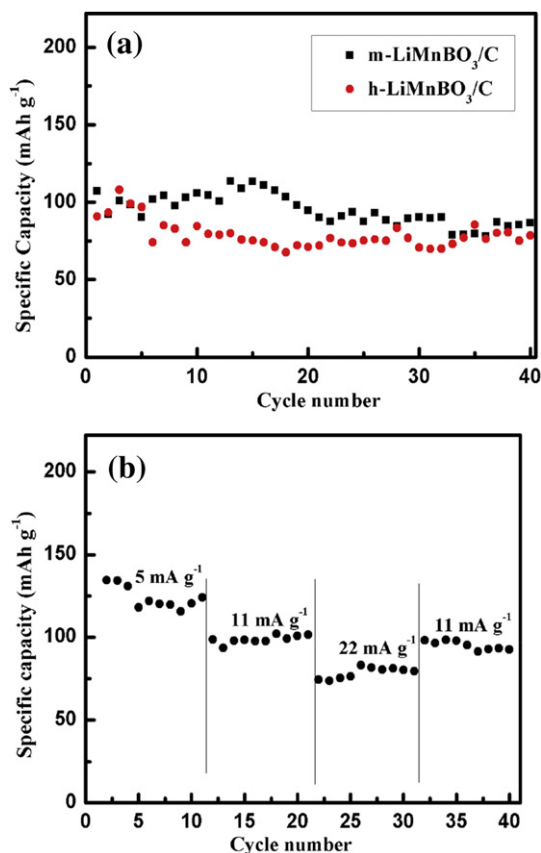 (a)
m-LiMnBO₃/C
h-LiMnBO₃/C
200
150
100
50
0
Specific Capacity (mAh g⁻¹)
0 10 20 30 40
Cycle number
(b)
200
150
100
50
0
Specific capacity (mAh g⁻¹)
5 mA g⁻¹
11 mA g⁻¹
22 mA g⁻¹
11 mA g⁻¹
0 5 10 15 20 25 30 35 40
Cycle number